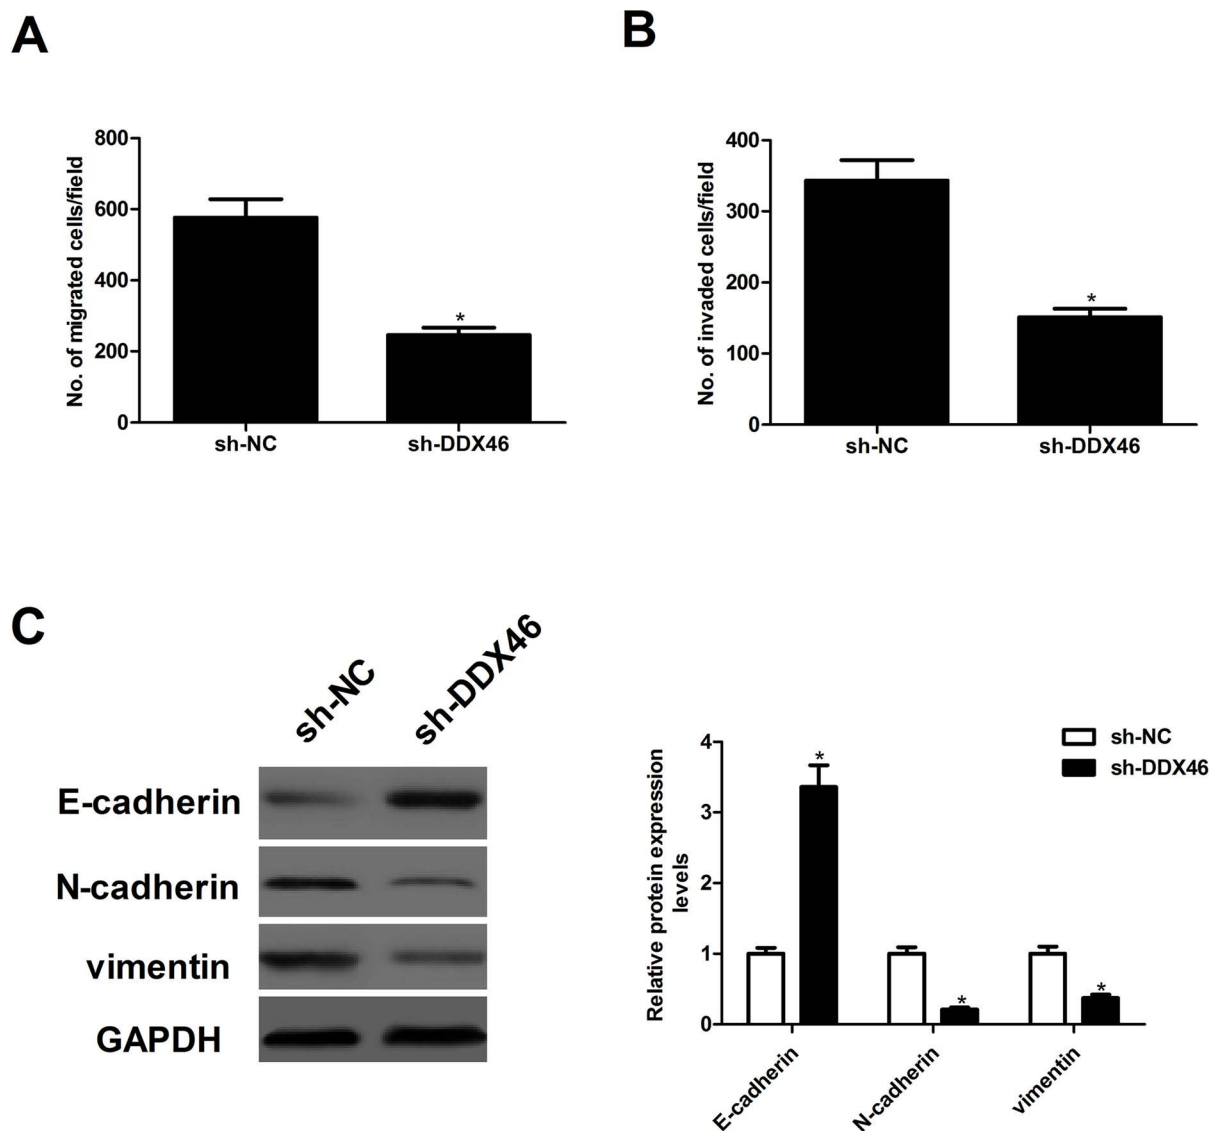 A
No. of migrated cells/field
800
600
400
200
0
*
sh-NC
sh-DDX46
B
No. of invaded cells/field
400
300
200
100
0
*
sh-NC
sh-DDX46
C
sh-NC
sh-DDX46
E-cadherin
N-cadherin
vimentin
GAPDH
Relative protein expression
levels
4
3
2
1
0
*
*
*
sh-NC
sh-DDX46
E-cadherin
N-cadherin
vimentin